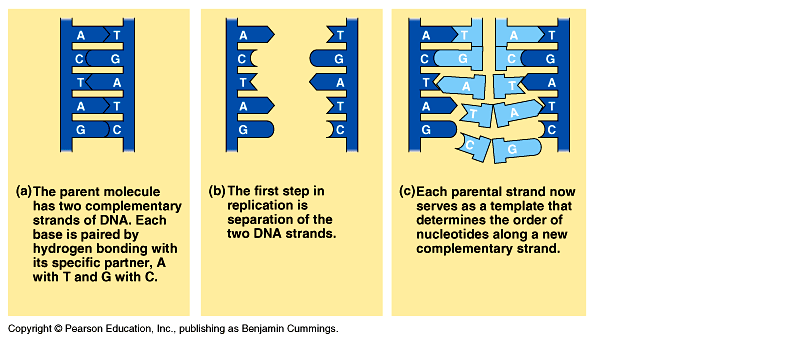 A T
C G
T A
A T
G C
A T
C G
T A
A T
G C
A T A T
C G C G
T A T A
A T A T
G C G C
(a) The parent molecule
has two complementary
strands of DNA. Each
base is paired by
hydrogen bonding with
its specific partner, A
with T and G with C.
(b) The first step in
replication is
separation of the
two DNA strands.
(c) Each parental strand now
serves as a template that
determines the order of
nucleotides along a new
complementary strand.
Copyright © Pearson Education, Inc., publishing as Benjamin Cummings.